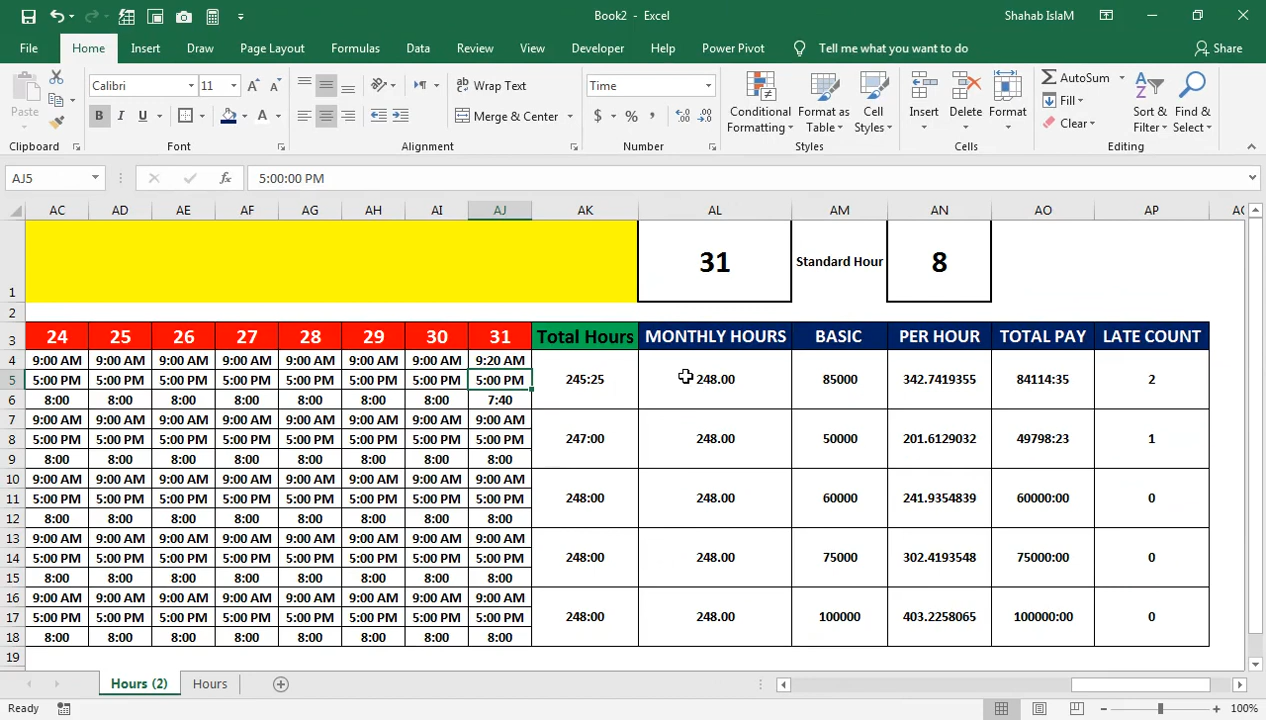 Book2 - Excel
Shahab IslaM
File Home Insert Draw Page Layout Formulas Data Review View Developer Help Power Pivot Tell me what you want to do Share
Paste
Calibri 11
B I U A
Wrap Text
Merge & Center
Time
$ % ,
Conditional Formatting
Format as Table
Cell Styles
Insert Delete Format
AutoSum
Fill
Clear
Sort & Filter
Find & Select
Clipboard Font Alignment Number Styles Cells Editing
AJ5 fx 5:00:00 PM
AC AD AE AF AG AH AI AJ AK AL AM AN AO AP
1 31 Standard Hour 8
2
3 24 25 26 27 28 29 30 31 Total Hours MONTHLY HOURS BASIC PER HOUR TOTAL PAY LATE COUNT
4 9:00 AM 9:00 AM 9:00 AM 9:00 AM 9:00 AM 9:00 AM 9:00 AM 9:20 AM
5 5:00 PM 5:00 PM 5:00 PM 5:00 PM 5:00 PM 5:00 PM 5:00 PM 5:00 PM 245:25 248.00 85000 342.7419355 84114:35 2
6 8:00 8:00 8:00 8:00 8:00 8:00 8:00 7:40
7 9:00 AM 9:00 AM 9:00 AM 9:00 AM 9:00 AM 9:00 AM 9:00 AM 9:00 AM
8 5:00 PM 5:00 PM 5:00 PM 5:00 PM 5:00 PM 5:00 PM 5:00 PM 5:00 PM 247:00 248.00 50000 201.6129032 49798:23 1
9 8:00 8:00 8:00 8:00 8:00 8:00 8:00 8:00
10 9:00 AM 9:00 AM 9:00 AM 9:00 AM 9:00 AM 9:00 AM 9:00 AM 9:00 AM
11 5:00 PM 5:00 PM 5:00 PM 5:00 PM 5:00 PM 5:00 PM 5:00 PM 5:00 PM 248:00 248.00 60000 241.9354839 60000:00 0
12 8:00 8:00 8:00 8:00 8:00 8:00 8:00 8:00
13 9:00 AM 9:00 AM 9:00 AM 9:00 AM 9:00 AM 9:00 AM 9:00 AM 9:00 AM
14 5:00 PM 5:00 PM 5:00 PM 5:00 PM 5:00 PM 5:00 PM 5:00 PM 5:00 PM 248:00 248.00 75000 302.4193548 75000:00 0
15 8:00 8:00 8:00 8:00 8:00 8:00 8:00 8:00
16 9:00 AM 9:00 AM 9:00 AM 9:00 AM 9:00 AM 9:00 AM 9:00 AM 9:00 AM
17 5:00 PM 5:00 PM 5:00 PM 5:00 PM 5:00 PM 5:00 PM 5:00 PM 5:00 PM 248:00 248.00 100000 403.2258065 100000:00 0
18 8:00 8:00 8:00 8:00 8:00 8:00 8:00 8:00
19
Hours (2) Hours
Ready 100%